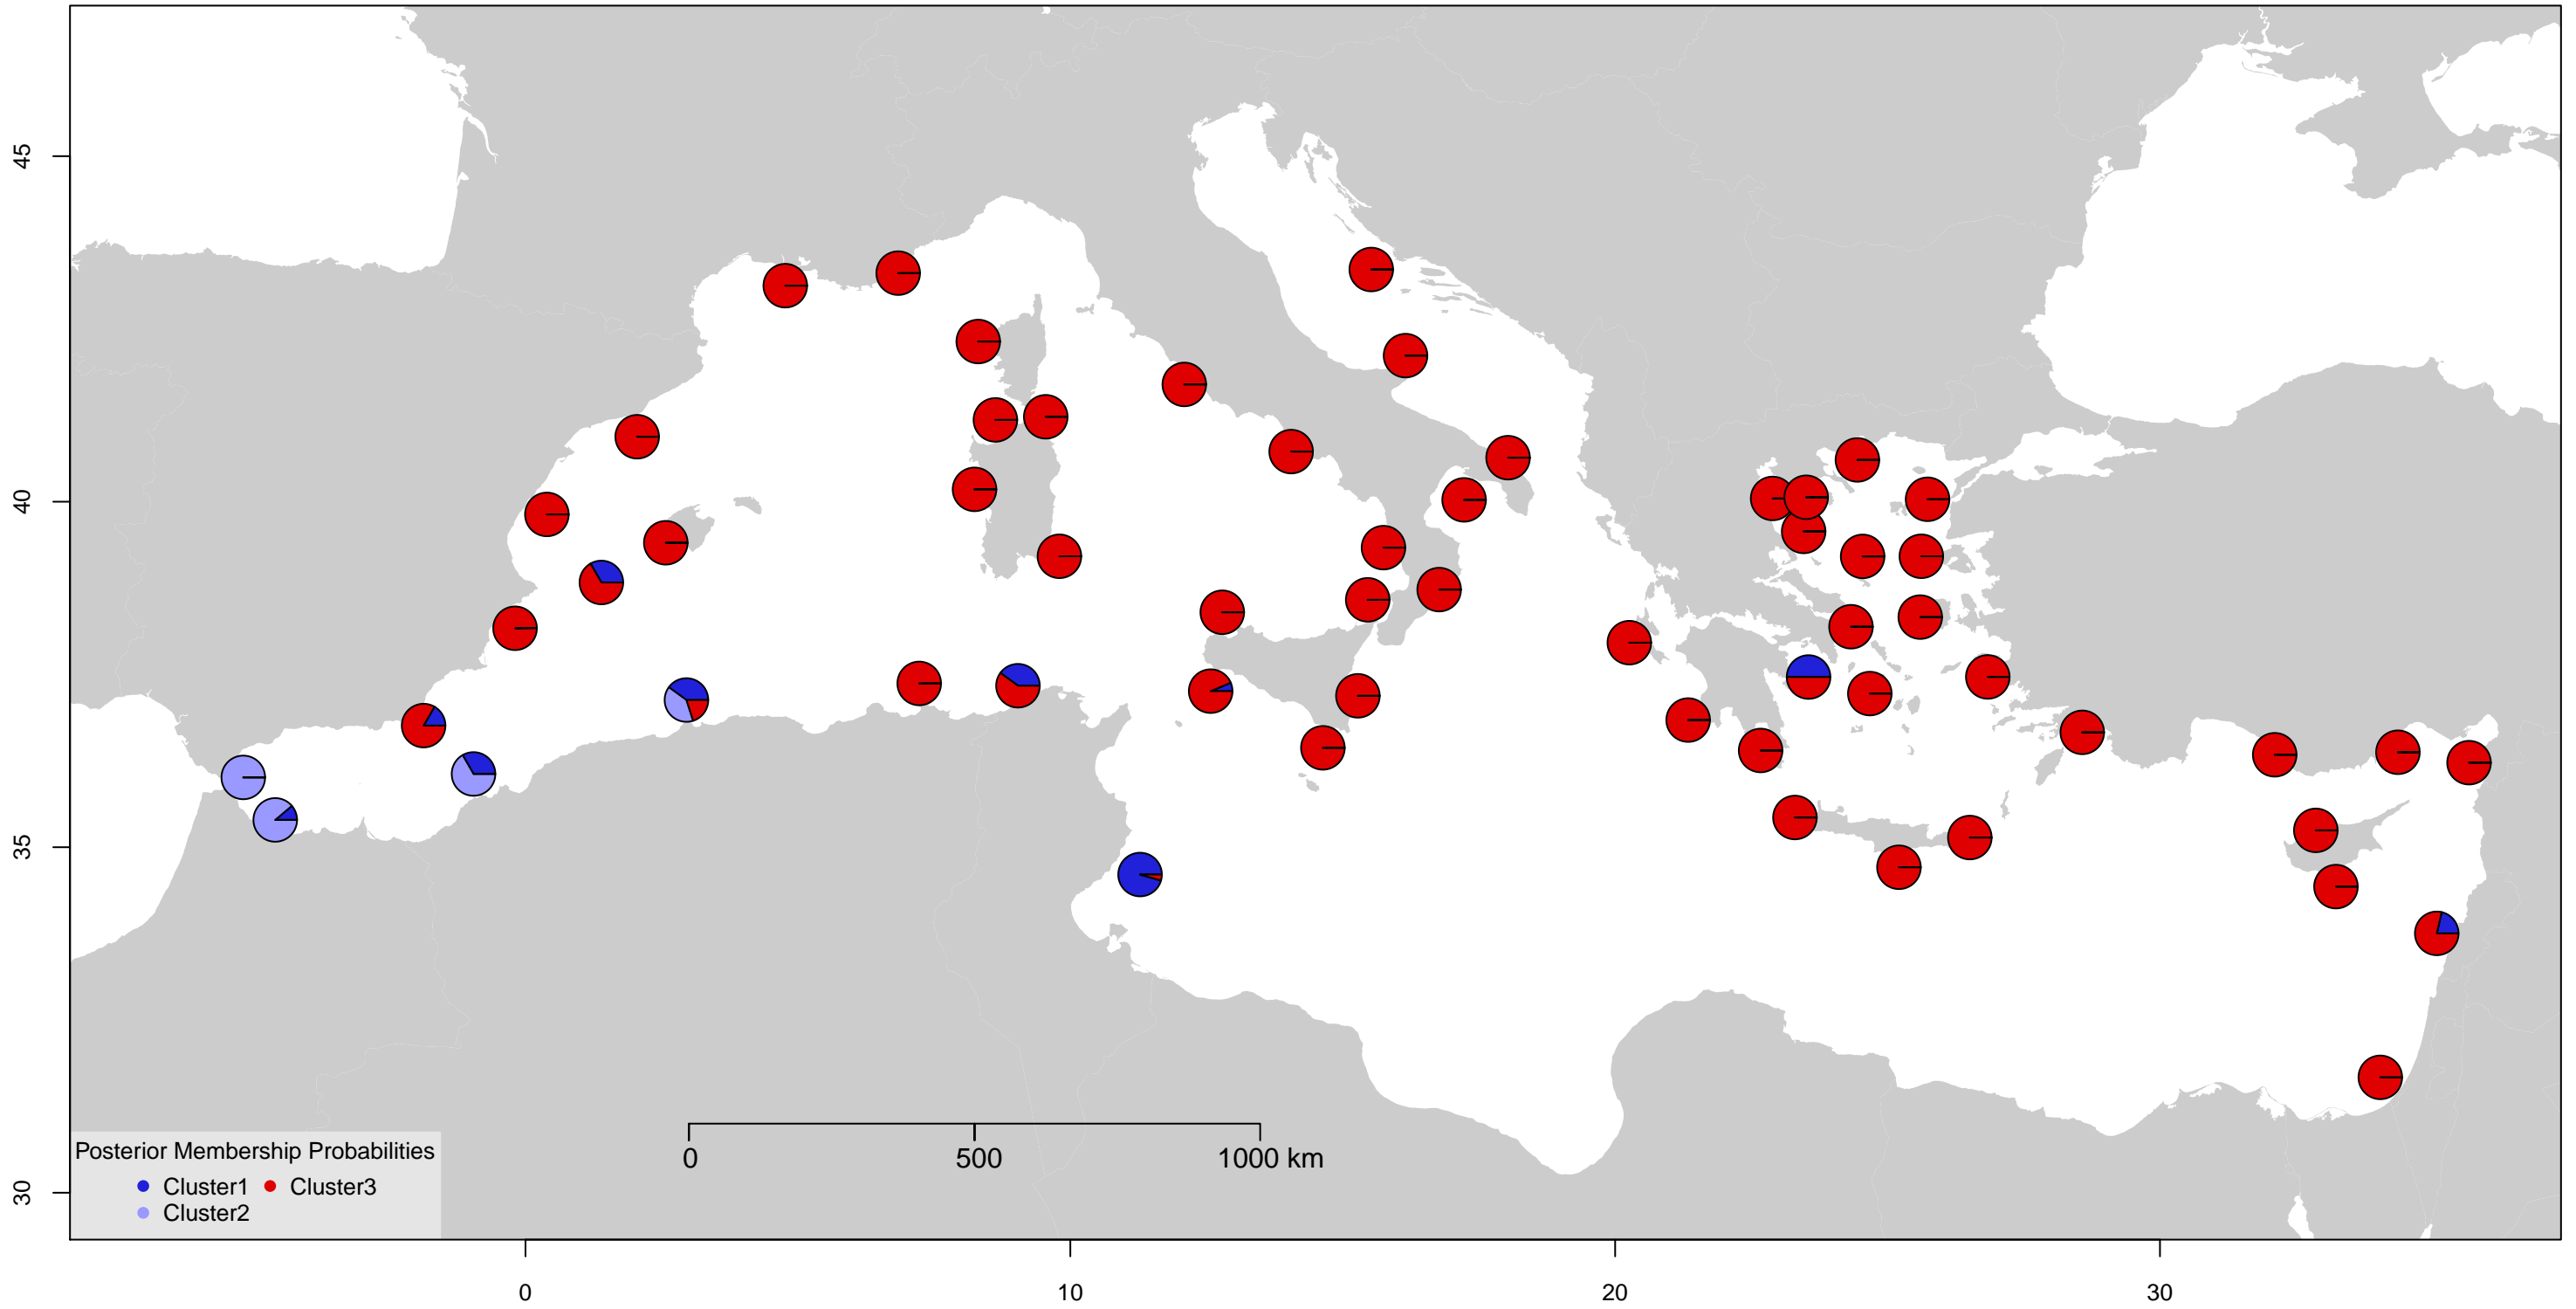 45
40
35
30
0 500 1000 km
Posterior Membership Probabilities
Cluster1 Cluster3
Cluster2
0 10 20 30